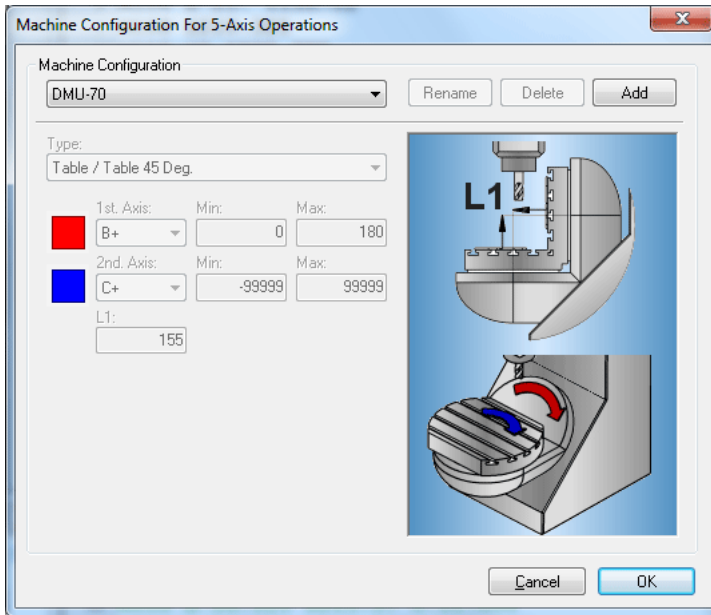 Machine Configuration For 5-Axis Operations
Machine Configuration
DMU-70
Rename
Delete
Add
Type:
Table / Table 45 Deg.
1st. Axis: Min: Max:
B+ 0 180
2nd. Axis: Min: Max:
C+ -99999 99999
L1:
155
L1
Cancel
OK